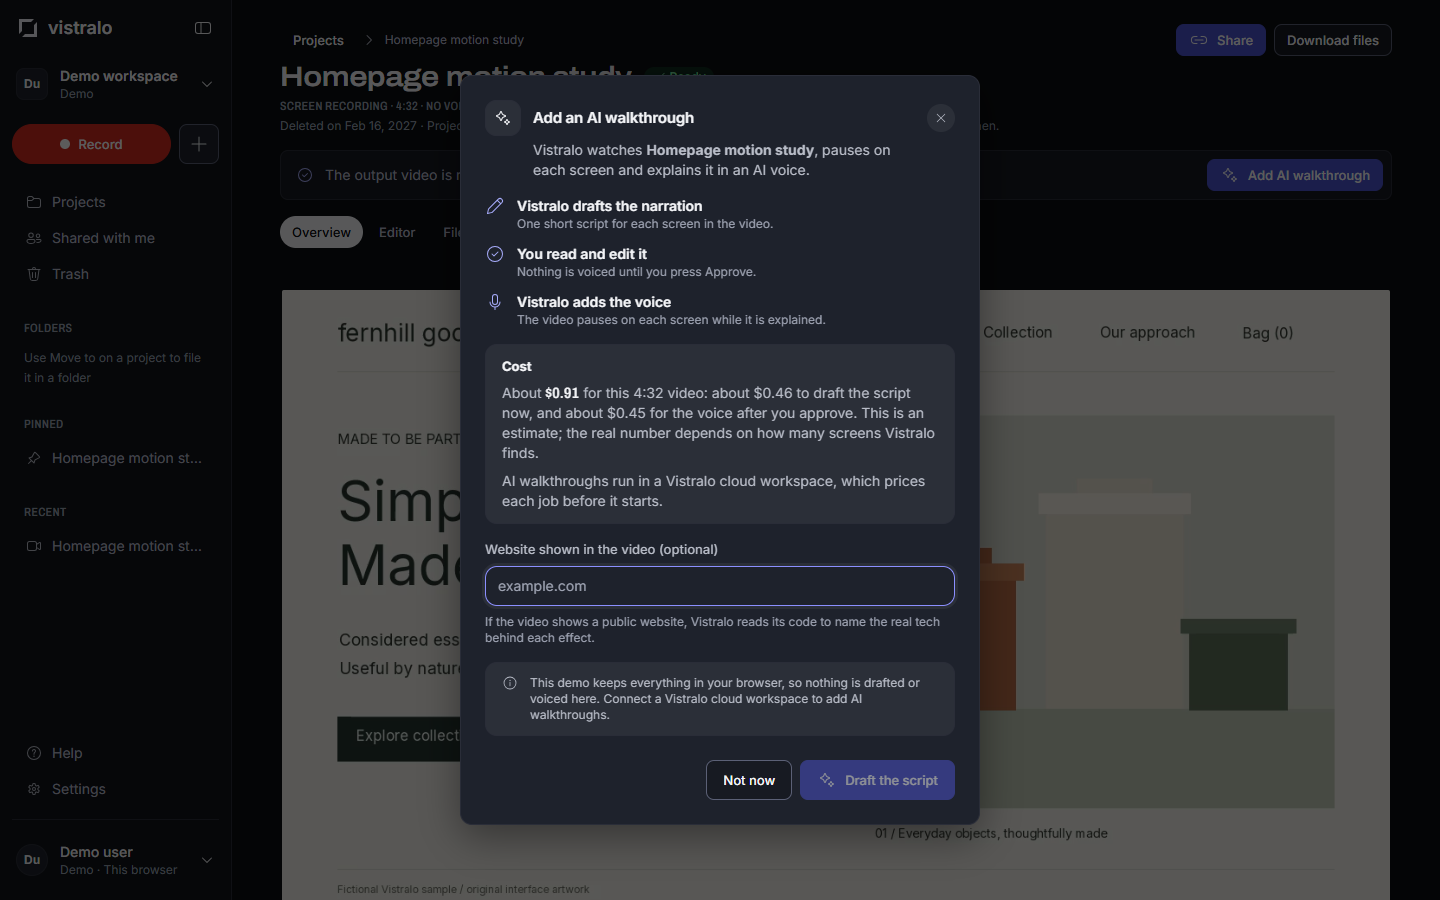 vistralo
Du
Demo workspace
Demo
Record
Projects
Shared with me
Trash
FOLDERS
Use Move to on a project to file
it in a folder
PINNED
Homepage motion st...
RECENT
Homepage motion st...
Help
Settings
Du
Demo user
Demo · This browser
Projects
Homepage motion study
Share
Download files
Homepage motion study
Ready
SCREEN RECORDING · 4:32 · NO
Deleted on Feb 16, 2027 ·
The output video is
Add AI walkthrough
Overview
Editor
Add an AI walkthrough
Vistralo watches Homepage motion study, pauses on
each screen and explains it in an AI voice.
Vistralo drafts the narration
One short script for each screen in the video.
You read and edit it
Nothing is voiced until you press Approve.
Vistralo adds the voice
The video pauses on each screen while it is explained.
Cost
About $0.91 for this 4:32 video: about $0.46 to draft the script
now, and about $0.45 for the voice after you approve. This is an
estimate; the real number depends on how many screens Vistralo
finds.
AI walkthroughs run in a Vistralo cloud workspace, which prices
each job before it starts.
Website shown in the video (optional)
example.com
If the video shows a public website, Vistralo reads its code to name the real tech
behind each effect.
This demo keeps everything in your browser, so nothing is drafted or
voiced here. Connect a Vistralo cloud workspace to add AI
walkthroughs.
Not now
Draft the script
fernhill
Collection
Our approach
Bag (0)
MADE TO BE
Simp
Made
Considered
Useful by
Explore
01 / Everyday objects, thoughtfully made
Fictional Vistralo sample / original interface artwork